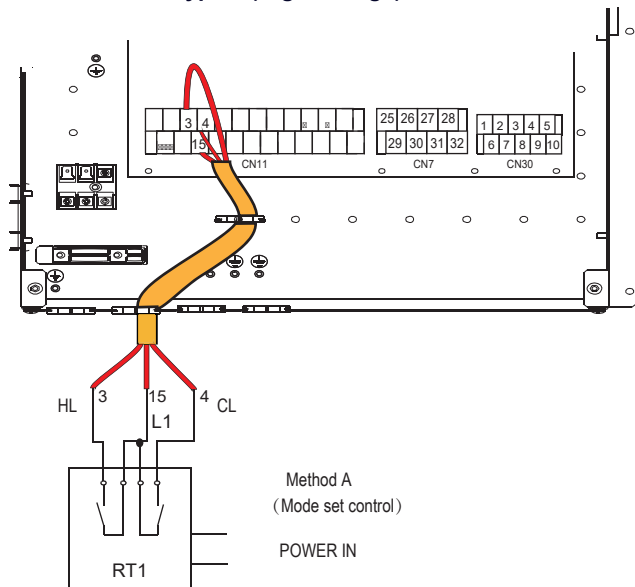 3 4
15
CN11
25 26 27 28
29 30 31 32
CN7
1 2 3 4 5
6 7 8 9 10
CN30
HL 3 15 4 CL
L1
Method A
(Mode set control)
POWER IN
RT1